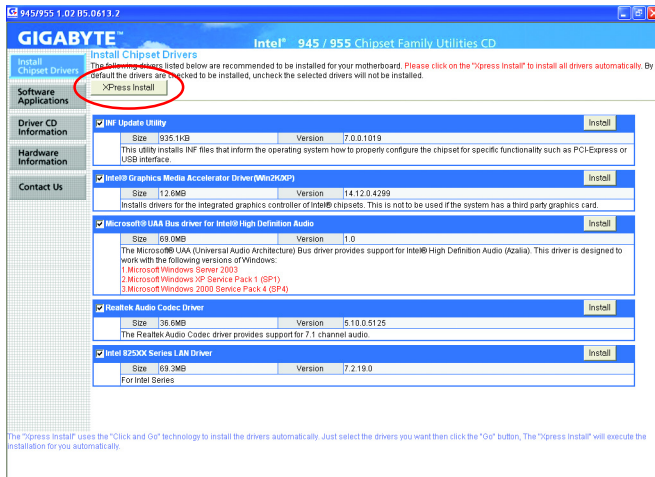 945/955 1.02 B5.0613.2
GIGABYTE™
Intel® 945 / 955 Chipset Family Utilities CD
Install
Chipset Drivers
Software
Applications
Driver CD
Information
Hardware
Information
Contact Us
Install Chipset Drivers
The following drivers listed below are recommended to be installed for your motherboard. Please click on the "Xpress Install" to install all drivers automatically. By
default the drivers are checked to be installed, uncheck the selected drivers will not be installed.
XPress Install
INF Update Utility Install
Size 935.1KB Version 7.0.0.1019
This utility installs INF files that inform the operating system how to properly configure the chipset for specific functionality such as PCI-Express or
USB interface.
Intel® Graphics Media Accelerator Driver(Win2K/XP) Install
Size 12.6MB Version 14.12.0.4299
Installs drivers for the integrated graphics controller of Intel® chipsets. This is not to be used if the system has a third party graphics card.
Microsoft® UAA Bus driver for Intel® High Definition Audio Install
Size 69.0MB Version 1.0
The Microsoft® UAA (Universal Audio Architecture) Bus driver provides support for Intel® High Definition Audio (Azalia). This driver is designed to
work with the following versions of Windows:
1.Microsoft Windows Server 2003
2.Microsoft Windows XP Service Pack 1 (SP1)
3.Microsoft Windows 2000 Service Pack 4 (SP4)
Realtek Audio Codec Driver Install
Size 36.6MB Version 5.10.0.5125
The Realtek Audio Codec driver provides support for 7.1 channel audio.
Intel 825XX Series LAN Driver Install
Size 69.3MB Version 7.2.19.0
For Intel Series
The "Xpress Install" uses the "Click and Go" technology to install the drivers automatically. Just select the drivers you want then click the "Go" button, The "Xpress Install" will execute the
installation for you automatically.